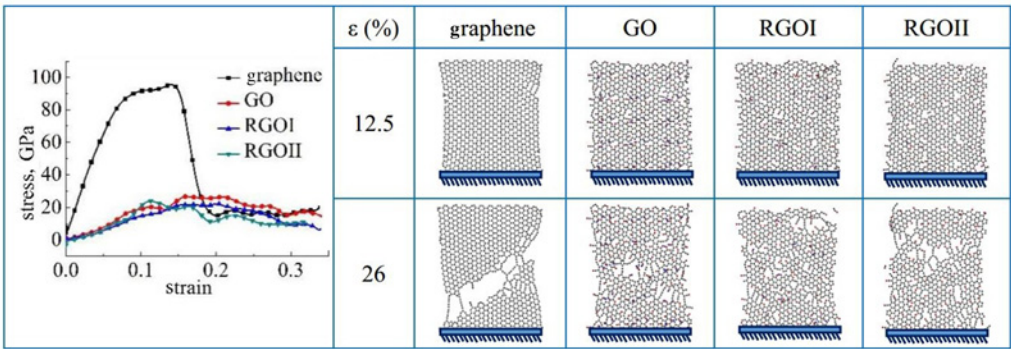 ε (%) graphene GO RGOI RGOII
100
80
60
40
20
0
stress, GPa
graphene
GO
RGOI
RGOII
0.0 0.1 0.2 0.3
strain
12.5
26